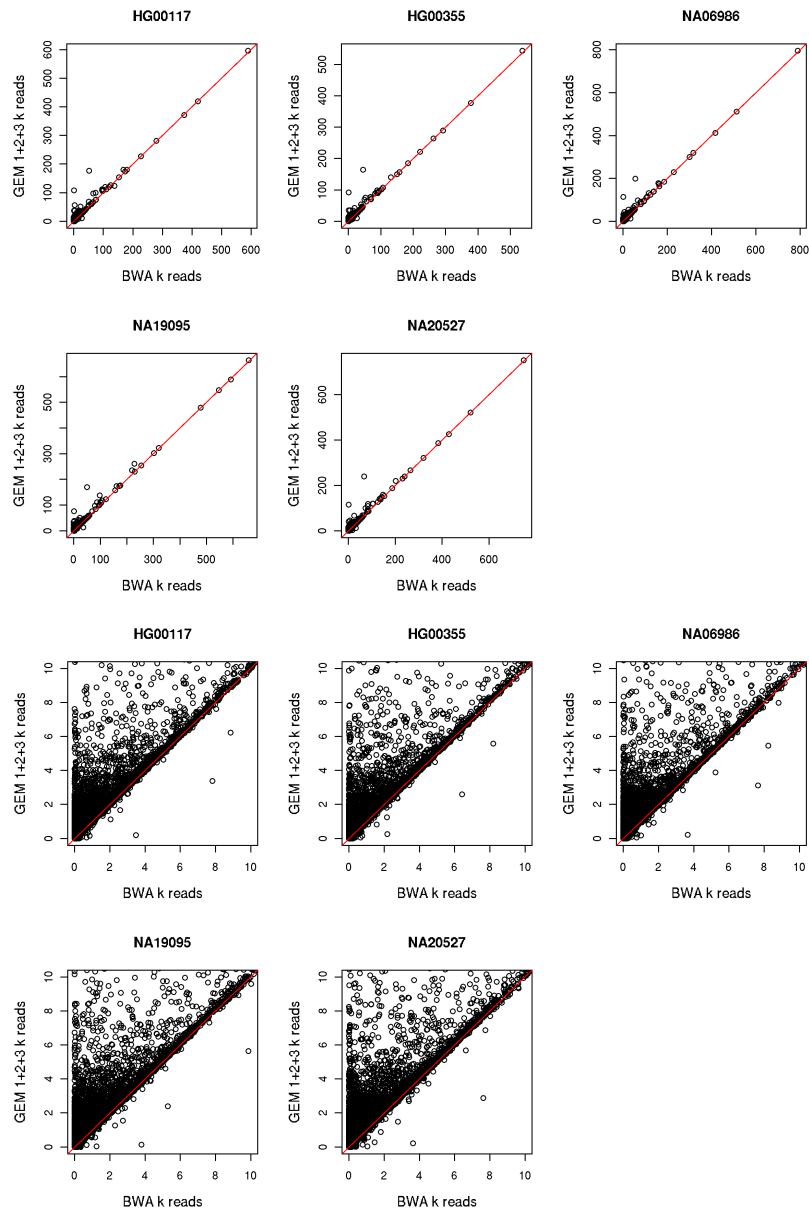 HG00117 HG00355 NA06986
GEM 1+2+3 k reads
0 100 200 300 400 500 600
0 100 200 300 400 500 600
BWA k reads
GEM 1+2+3 k reads
0 100 200 300 400 500
0 100 200 300 400 500
BWA k reads
GEM 1+2+3 k reads
0 200 400 600 800
0 200 400 600 800
BWA k reads
NA19095 NA20527
GEM 1+2+3 k reads
0 100 300 500
0 100 200 300 500
BWA k reads
GEM 1+2+3 k reads
0 200 400 600
0 200 400 600
BWA k reads
HG00117 HG00355 NA06986
GEM 1+2+3 k reads
0 2 4 6 8 10
0 2 4 6 8 10
BWA k reads
GEM 1+2+3 k reads
0 2 4 6 8 10
0 2 4 6 8 10
BWA k reads
GEM 1+2+3 k reads
0 2 4 6 8 10
0 2 4 6 8 10
BWA k reads
NA19095 NA20527
GEM 1+2+3 k reads
0 2 4 6 8 10
0 2 4 6 8 10
BWA k reads
GEM 1+2+3 k reads
0 2 4 6 8 10
0 2 4 6 8 10
BWA k reads